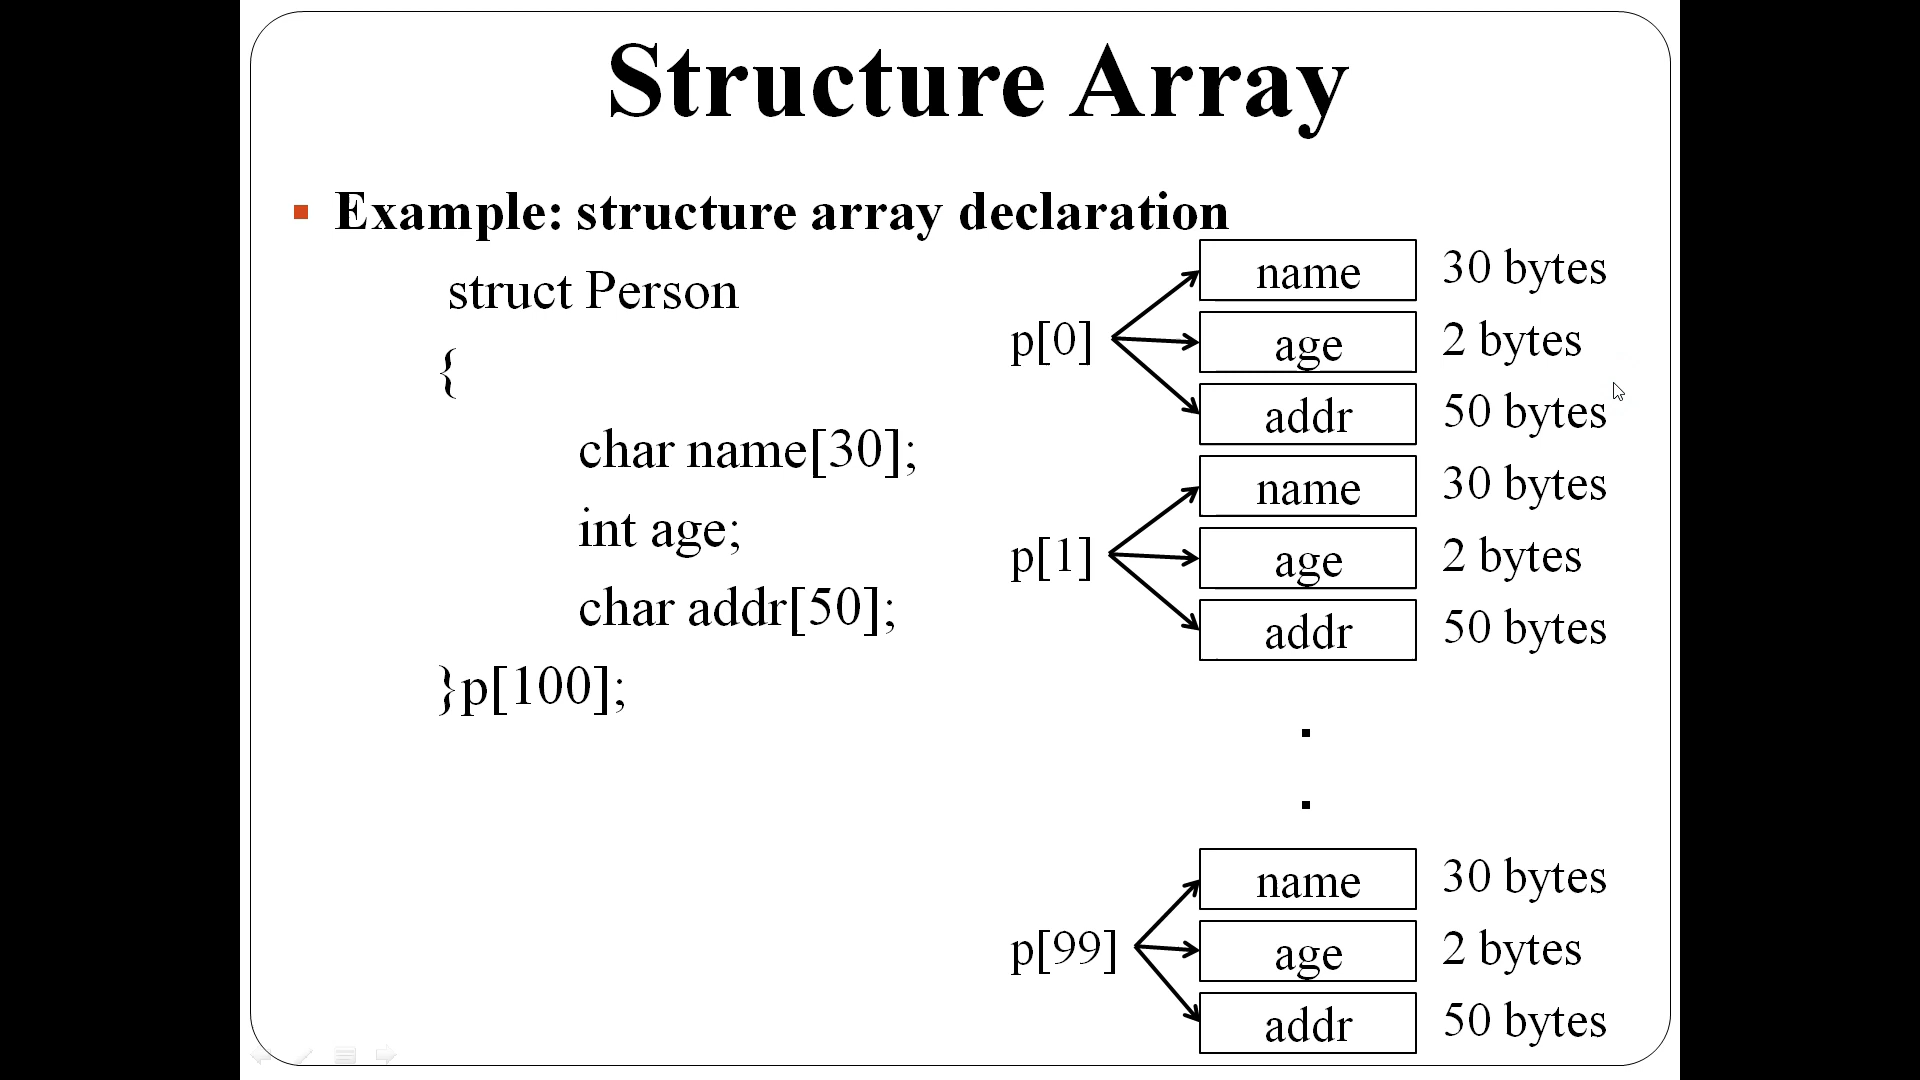 Structure Array
Example: structure array declaration
struct Person
{
char name[30];
int age;
char addr[50];
}p[100];
p[0]
name 30 bytes
age 2 bytes
addr 50 bytes
p[1]
name 30 bytes
age 2 bytes
addr 50 bytes
.
.
p[99]
name 30 bytes
age 2 bytes
addr 50 bytes